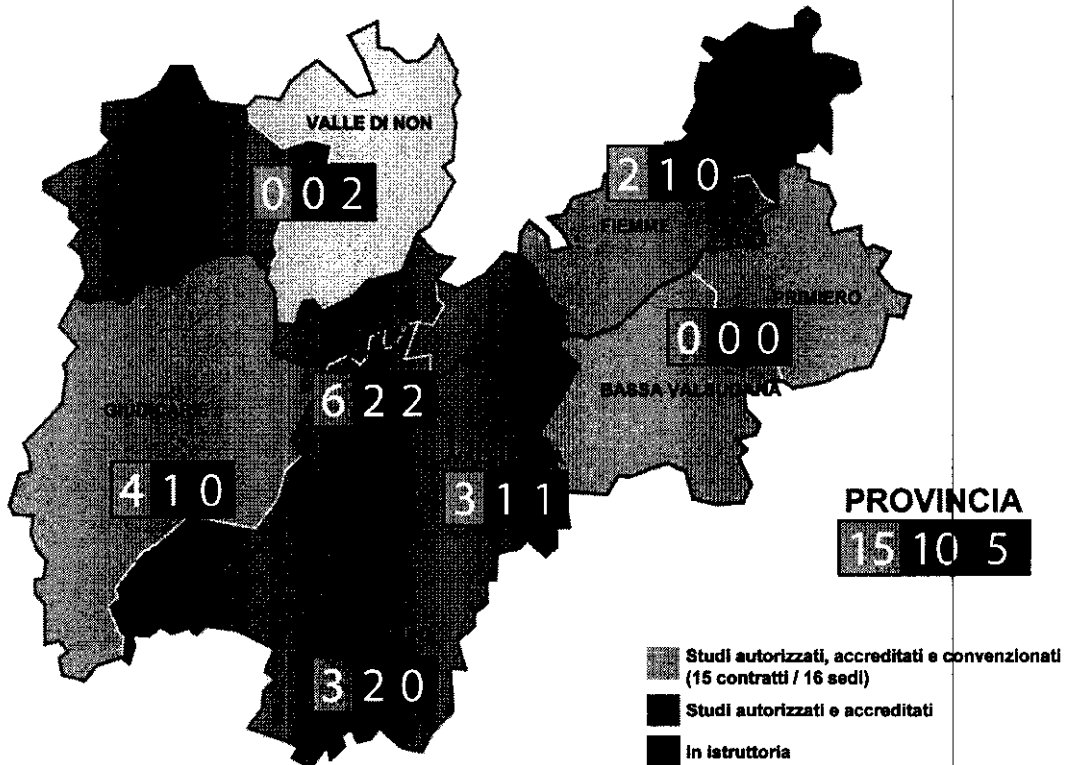 VALLE DI NON
0 0 2
2 1 0
FIEMME
PRIMIERO
0 0 0
BASSA VALSUGANA
6 2 2
GIUDICARIE
4 1 0
3 1 1
PROVINCIA
15 10 5
3 2 0
Studi autorizzati, accreditati e convenzionati
(15 contratti / 16 sedi)
Studi autorizzati e accreditati
In istruttoria